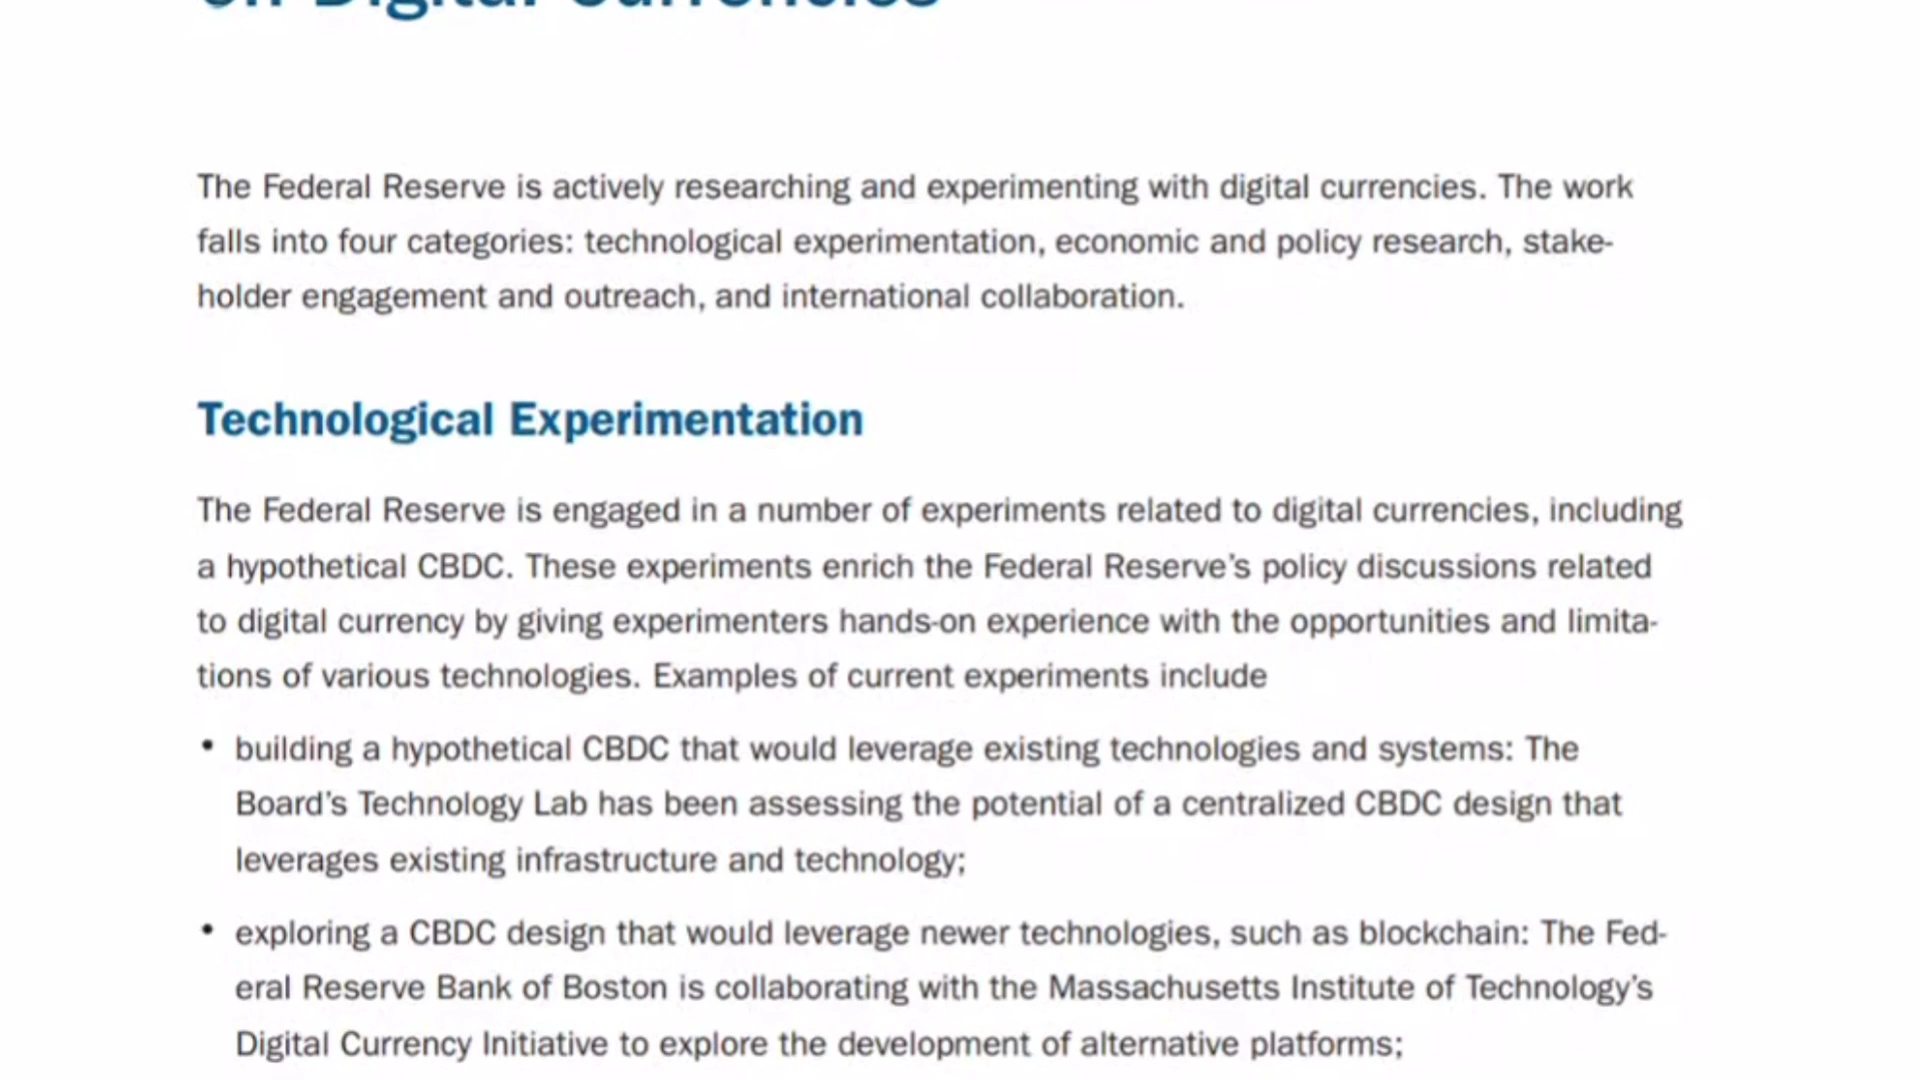 on Digital Currencies
The Federal Reserve is actively researching and experimenting with digital currencies. The work
falls into four categories: technological experimentation, economic and policy research, stake-
holder engagement and outreach, and international collaboration.
Technological Experimentation
The Federal Reserve is engaged in a number of experiments related to digital currencies, including
a hypothetical CBDC. These experiments enrich the Federal Reserve’s policy discussions related
to digital currency by giving experimenters hands-on experience with the opportunities and limita-
tions of various technologies. Examples of current experiments include
• building a hypothetical CBDC that would leverage existing technologies and systems: The
Board’s Technology Lab has been assessing the potential of a centralized CBDC design that
leverages existing infrastructure and technology;
• exploring a CBDC design that would leverage newer technologies, such as blockchain: The Fed-
eral Reserve Bank of Boston is collaborating with the Massachusetts Institute of Technology’s
Digital Currency Initiative to explore the development of alternative platforms;